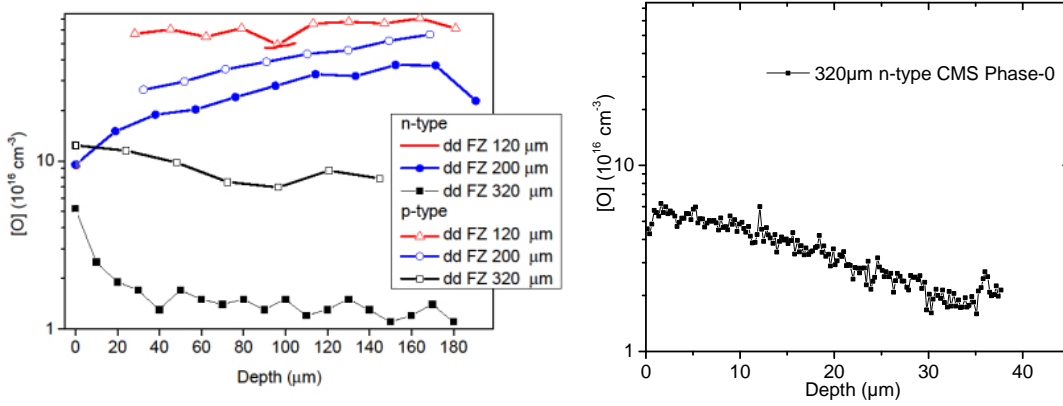 [O] (10¹⁶ cm⁻³)
10
1
n-type
dd FZ 120 μm
dd FZ 200 μm
dd FZ 320 μm
p-type
dd FZ 120 μm
dd FZ 200 μm
dd FZ 320 μm
0 20 40 60 80 100 120 140 160 180
Depth (μm)
[O] (10¹⁶ cm⁻³)
10
1
320µm n-type CMS Phase-0
0 10 20 30 40
Depth (µm)